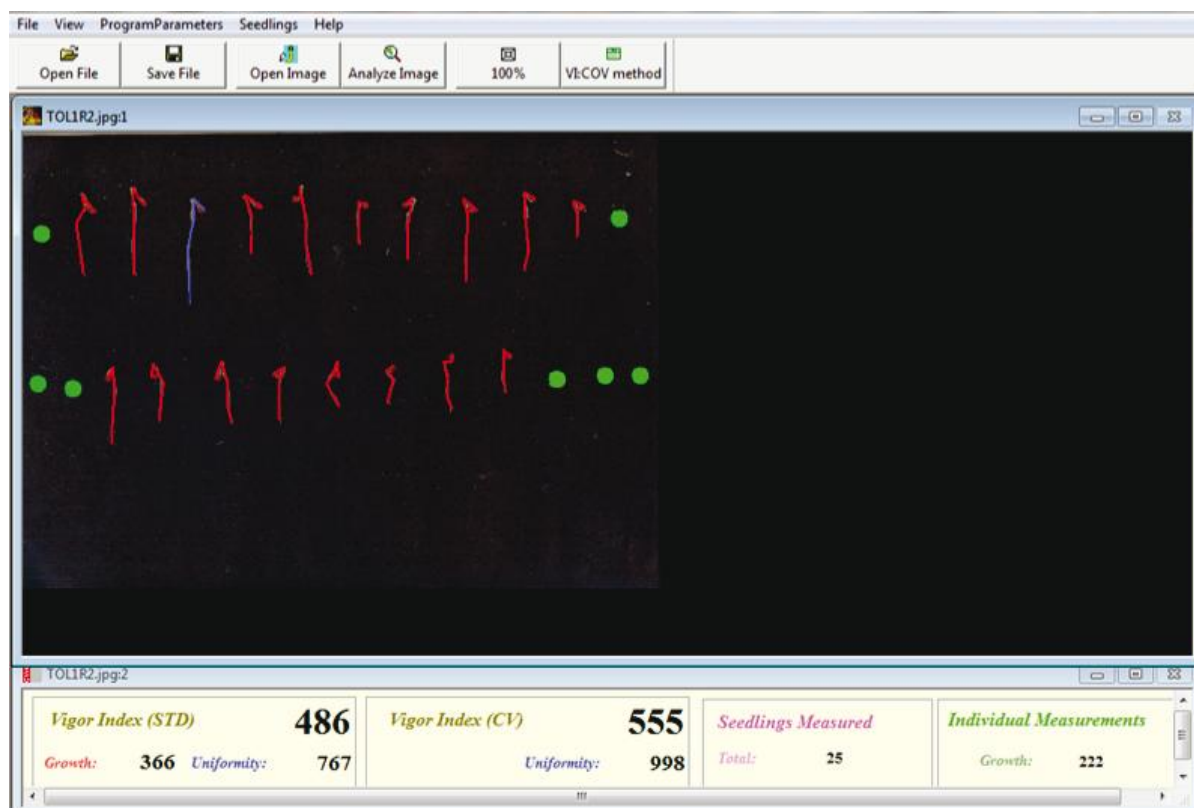 File View ProgramParameters Seedlings Help
Open File Save File Open Image Analyze Image 100% VI:COV method
TOL1R2.jpg:1
TOL1R2.jpg:2
Vigor Index (STD) 486 Vigor Index (CV) 555 Seedlings Measured Individual Measurements
Growth: 366 Uniformity: 767 Uniformity: 998 Total: 25 Growth: 222